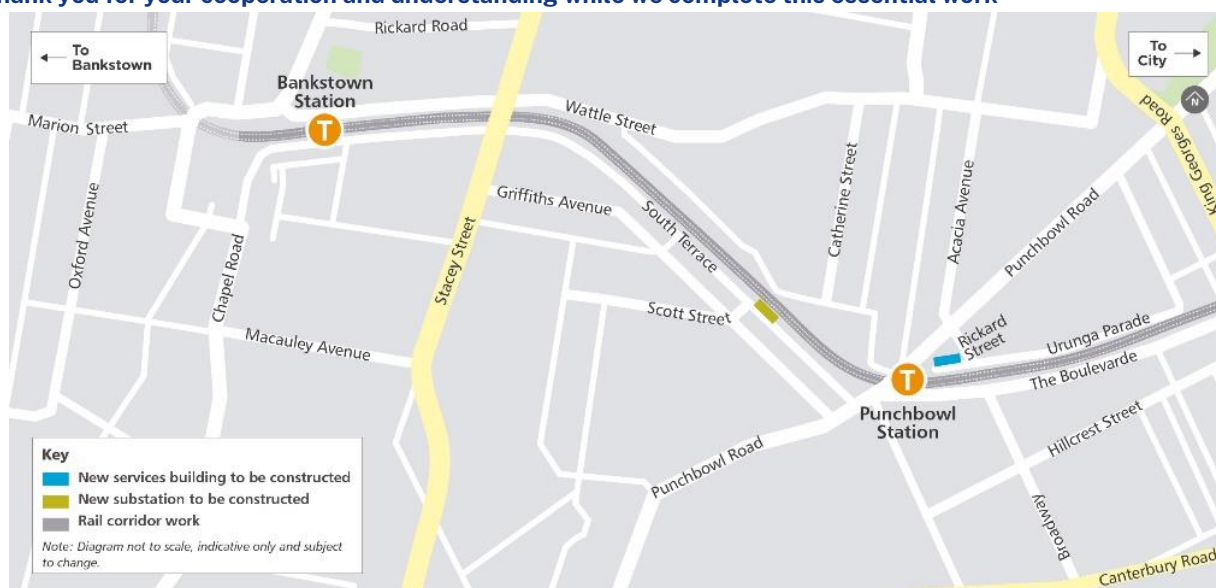 Thank you for your cooperation and understanding while we complete this essential work
Rickard Road
To
Bankstown
To
City
N
Bankstown
Station
T
Marion Street
Wattle Street
King Georges Road
Griffiths Avenue
South Terrace
Catherine Street
Acacia Avenue
Punchbowl Road
Oxford Avenue
Chapel Road
Stacey Street
Scott Street
Macauley Avenue
Rickard
Street
Urunga Parade
The Boulevarde
T
Punchbowl
Station
Hillcrest Street
Punchbowl Road
Broadway
Canterbury Road
Key
New services building to be constructed
New substation to be constructed
Rail corridor work
Note: Diagram not to scale, indicative only and subject
to change.